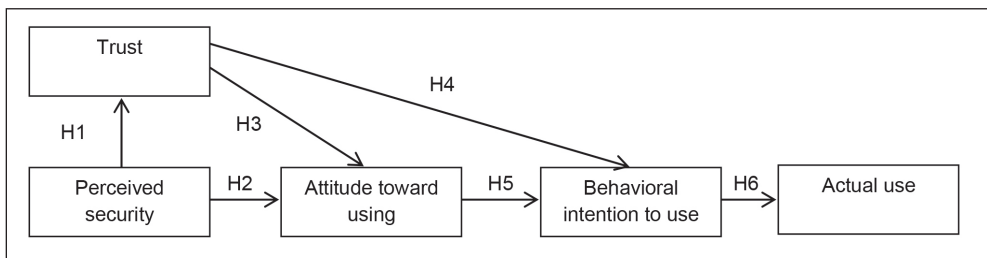 Trust
H4
H3
H1
Perceived
security
H2
Attitude toward
using
H5
Behavioral
intention to use
H6
Actual use